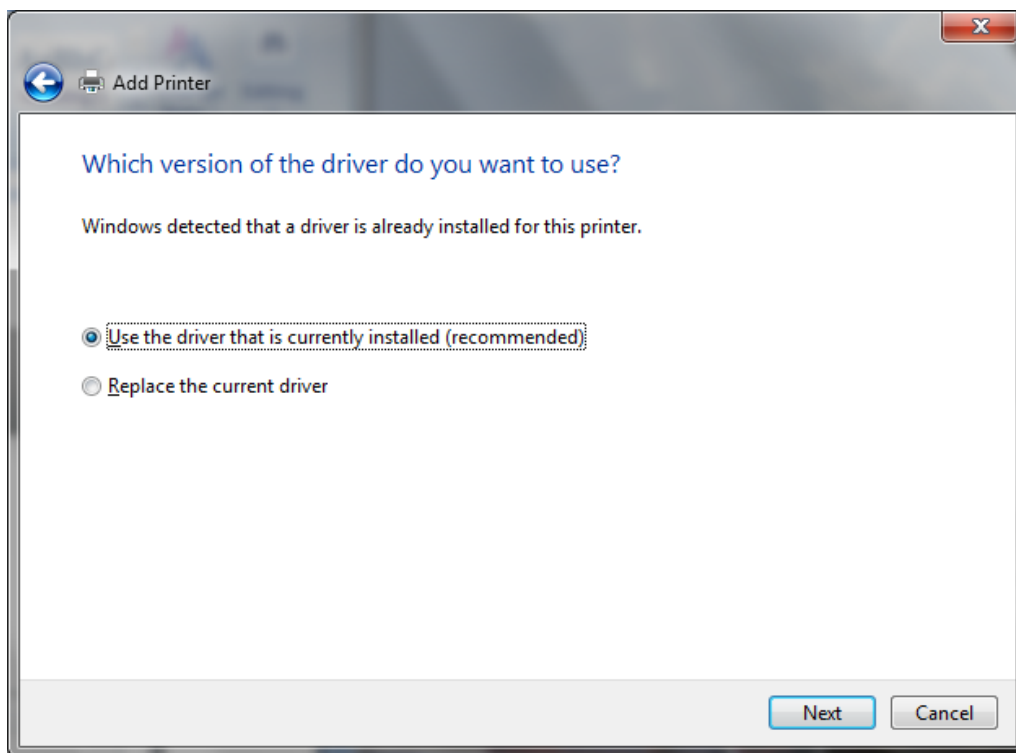 Add Printer
Which version of the driver do you want to use?
Windows detected that a driver is already installed for this printer.
Use the driver that is currently installed (recommended)
Replace the current driver
Next
Cancel